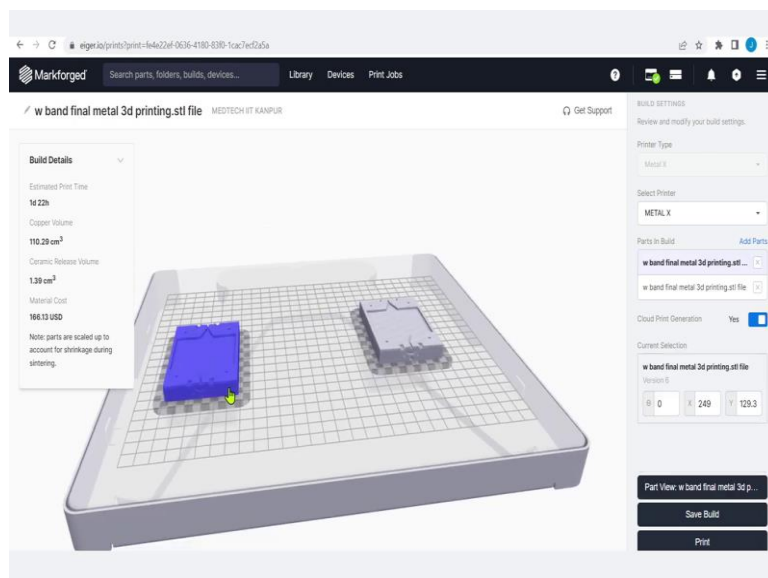 eiger.io/prints?print=fe4e22ef-0636-4180-83f0-1cac7ecf2a5a
Markforged
Search parts, folders, builds, devices...
Library
Devices
Print Jobs
w band final metal 3d printing.stl file
MEDTECH IIT KANPUR
Get Support
Build Details
Estimated Print Time
1d 22h
Copper Volume
110.29 cm³
Ceramic Release Volume
1.39 cm³
Material Cost
166.13 USD
Note: parts are scaled up to
account for shrinkage during
sintering.
BUILD SETTINGS
Review and modify your build settings.
Printer Type
Metal X
Select Printer
METAL X
Parts In Build
Add Parts
w band final metal 3d printing.stl ...
w band final metal 3d printing.stl file
Cloud Print Generation
Yes
Current Selection
w band final metal 3d printing.stl file
Version 5
θ 0
X 249
Y 129.3
Part View: w band final metal 3d p...
Save Build
Print